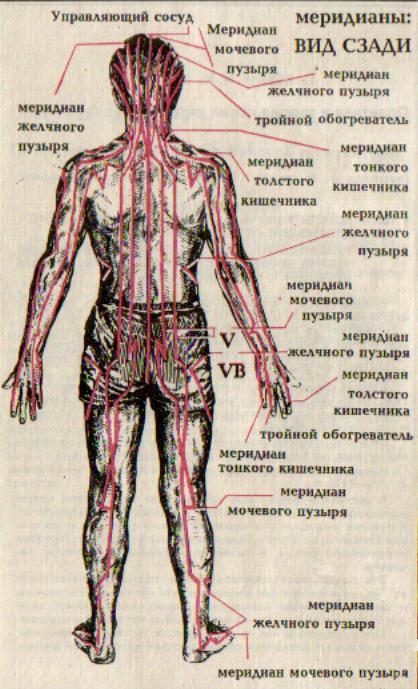 меридианы:
ВИД СЗАДИ
Управляющий сосуд
Меридиан
мочевого
пузыря
меридиан
желчного пузыря
меридиан
желчного
пузыря
тройной обогреватель
меридиан
тонкого
кишечника
меридиан
толстого
кишечника
меридиан
желчного
пузыря
меридиан
мочевого
пузыря
V
меридиан
желчного пузыря
VB
меридиан
толстого
кишечника
тройной обогреватель
меридиан
тонкого кишечника
меридиан
мочевого пузыря
меридиан
желчного пузыря
меридиан мочевого пузыря